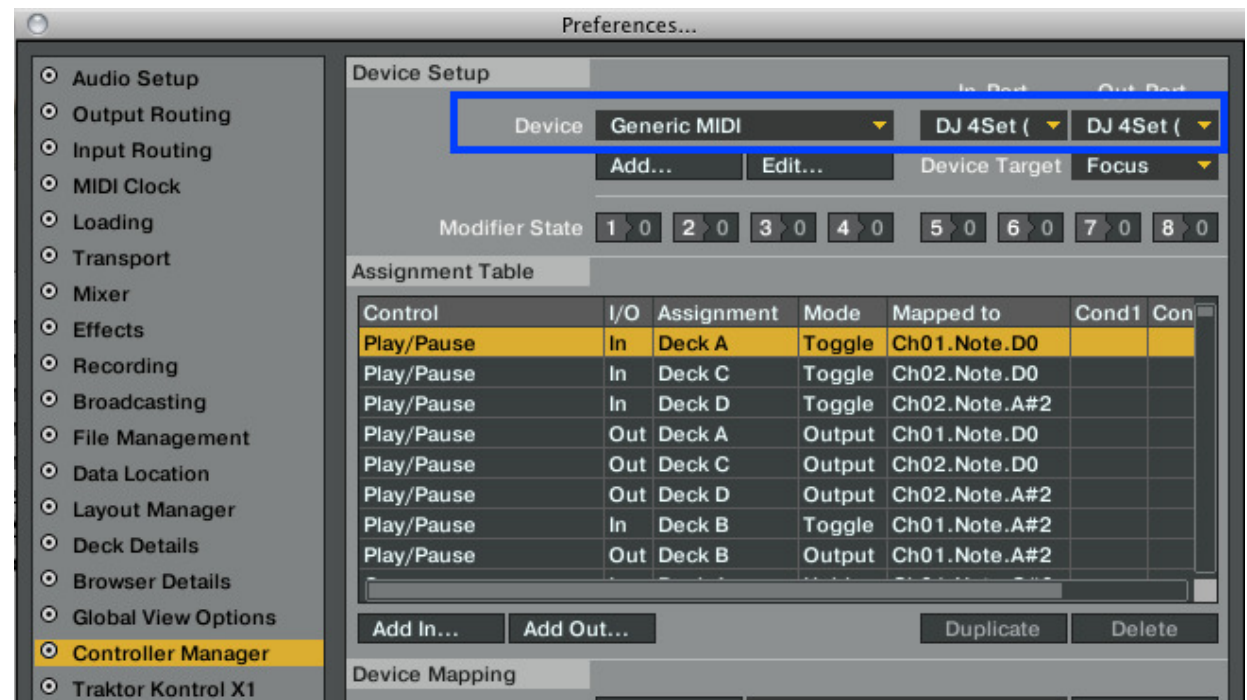 Preferences...
Audio Setup
Output Routing
Input Routing
MIDI Clock
Loading
Transport
Mixer
Effects
Recording
Broadcasting
File Management
Data Location
Layout Manager
Deck Details
Browser Details
Global View Options
Controller Manager
Traktor Kontrol X1
Device Setup
In-Port Out-Port
Device Generic MIDI DJ 4Set ( DJ 4Set (
Add... Edit... Device Target Focus
Modifier State 1 0 2 0 3 0 4 0 5 0 6 0 7 0 8 0
Assignment Table
Control I/O Assignment Mode Mapped to Cond1 Con
Play/Pause In Deck A Toggle Ch01.Note.D0
Play/Pause In Deck C Toggle Ch02.Note.D0
Play/Pause In Deck D Toggle Ch02.Note.A#2
Play/Pause Out Deck A Output Ch01.Note.D0
Play/Pause Out Deck C Output Ch02.Note.D0
Play/Pause Out Deck D Output Ch02.Note.A#2
Play/Pause In Deck B Toggle Ch01.Note.A#2
Play/Pause Out Deck B Output Ch01.Note.A#2
Add In... Add Out... Duplicate Delete
Device Mapping